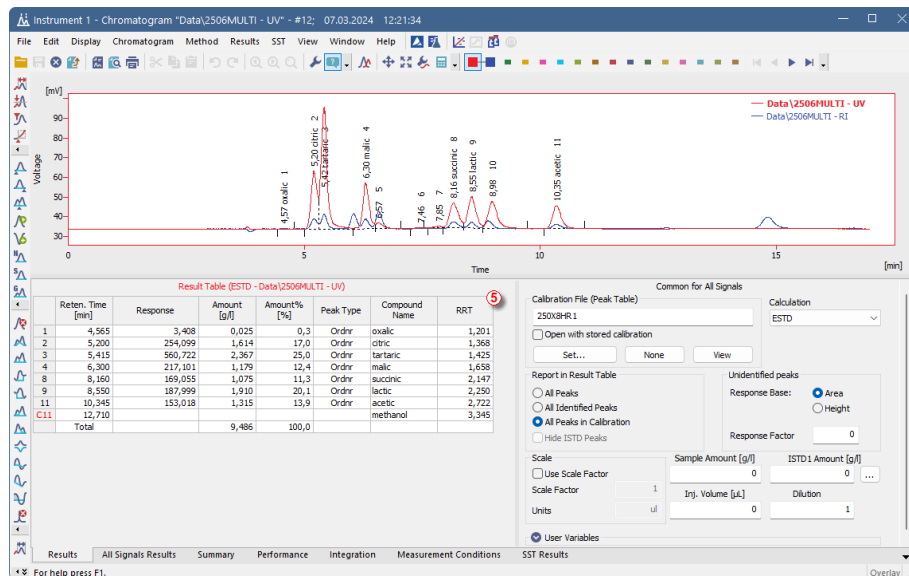 Instrument 1 - Chromatogram "Data\2506MULTI - UV" - #12; 07.03.2024 12:21:34
File Edit Display Chromatogram Method Results SST View Window Help
[mV]
90
80
70
60
50
40
30
Voltage
4,57 oxalic 1
5,20 citric 2
5,42 tartaric 3
6,30 malic 4
6,57 5
7,46 6
7,85 7
8,16 succinic 8
8,55 lactic 9
8,98 10
10,35 acetic 11
Data\2506MULTI - UV
Data\2506MULTI - RI
0 5 10 15
Time
[min]
Result Table (ESTD - Data\2506MULTI - UV)
5
Reten. Time [min] Response Amount [g/l] Amount% [%] Peak Type Compound Name RRT
1 4,565 3,408 0,025 0,3 Ordnr oxalic 1,201
2 5,200 254,099 1,614 17,0 Ordnr citric 1,368
3 5,415 560,722 2,367 25,0 Ordnr tartaric 1,425
4 6,300 217,101 1,179 12,4 Ordnr malic 1,658
8 8,160 169,055 1,075 11,3 Ordnr succinic 2,147
9 8,550 187,999 1,910 20,1 Ordnr lactic 2,250
11 10,345 153,018 1,315 13,9 Ordnr acetic 2,722
C11 12,710 methanol 3,345
Total 9,486 100,0
Common for All Signals
Calibration File (Peak Table)
250X8HR1
Open with stored calibration
Set... None View
Calculation
ESTD
Report in Result Table
All Peaks
All Identified Peaks
All Peaks in Calibration
Hide ISTD Peaks
Unidentified peaks
Response Base: Area
Height
Response Factor 0
Scale
Use Scale Factor
Scale Factor 1
Units ul
Sample Amount [g/l]
0
ISTD1 Amount [g/l]
0 ...
Inj. Volume [µL]
0
Dilution
1
User Variables
Results All Signals Results Summary Performance Integration Measurement Conditions SST Results
For help press F1.
Overlay